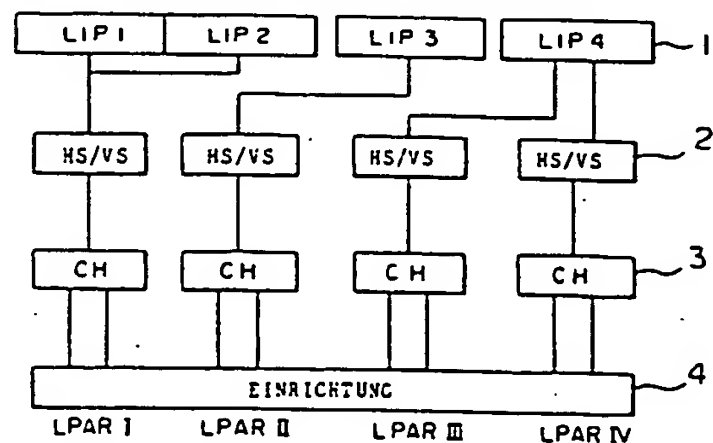 LIP 1 LIP 2 LIP 3 LIP 4 1
HS/VS HS/VS HS/VS HS/VS 2
CH CH CH CH 3
EINRICHTUNG 4
LPAR I LPAR II LPAR III LPAR IV